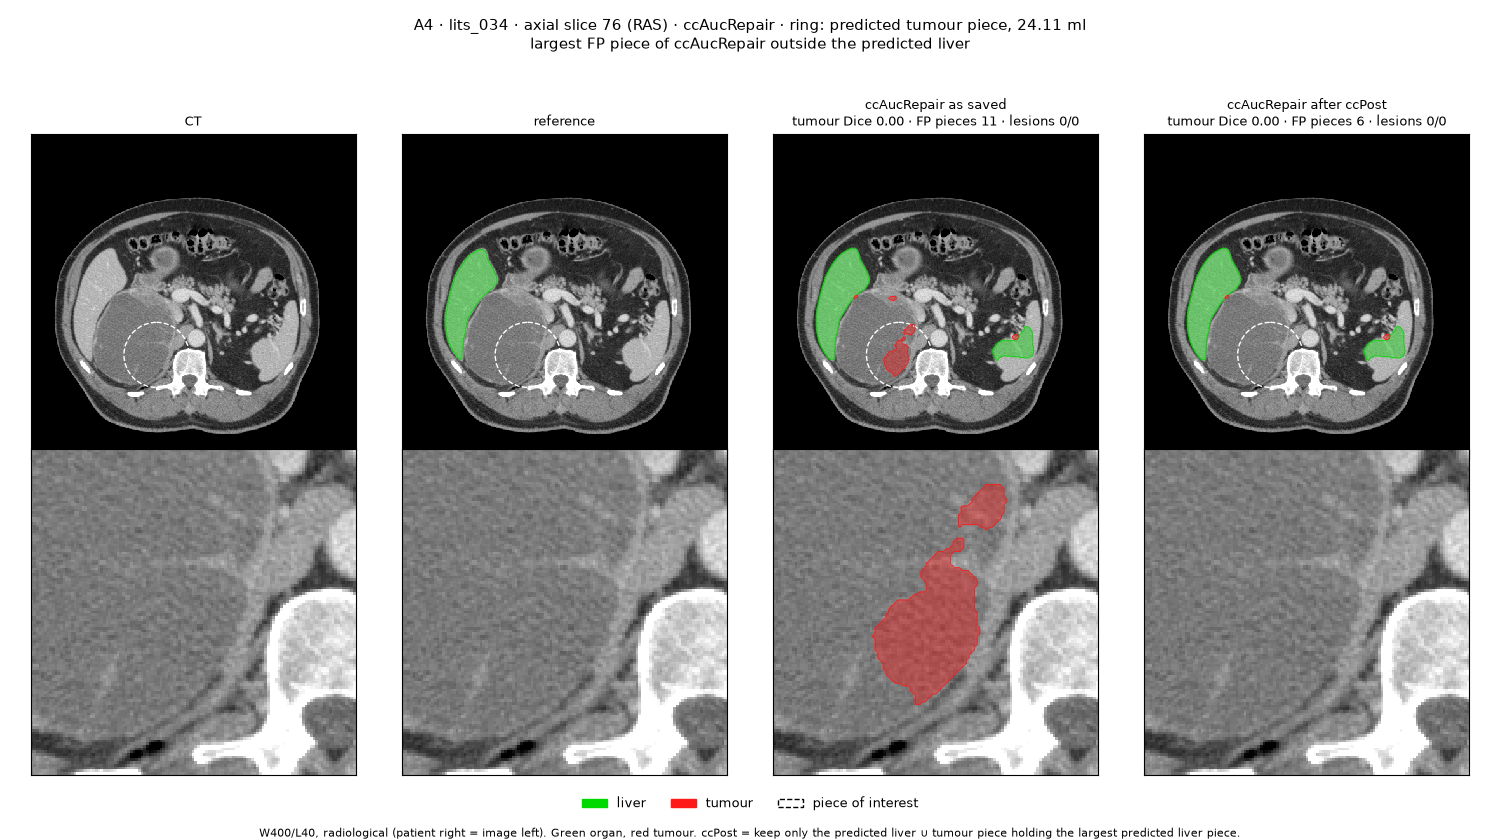 A4 · lits_034 · axial slice 76 (RAS) · ccAucRepair · ring: predicted tumour piece, 24.11 ml
largest FP piece of ccAucRepair outside the predicted liver
CT
reference
ccAucRepair as saved
tumour Dice 0.00 · FP pieces 11 · lesions 0/0
ccAucRepair after ccPost
tumour Dice 0.00 · FP pieces 6 · lesions 0/0
liver
tumour
piece of interest
W400/L40, radiological (patient right = image left). Green organ, red tumour. ccPost = keep only the predicted liver ∪ tumour piece holding the largest predicted liver piece.